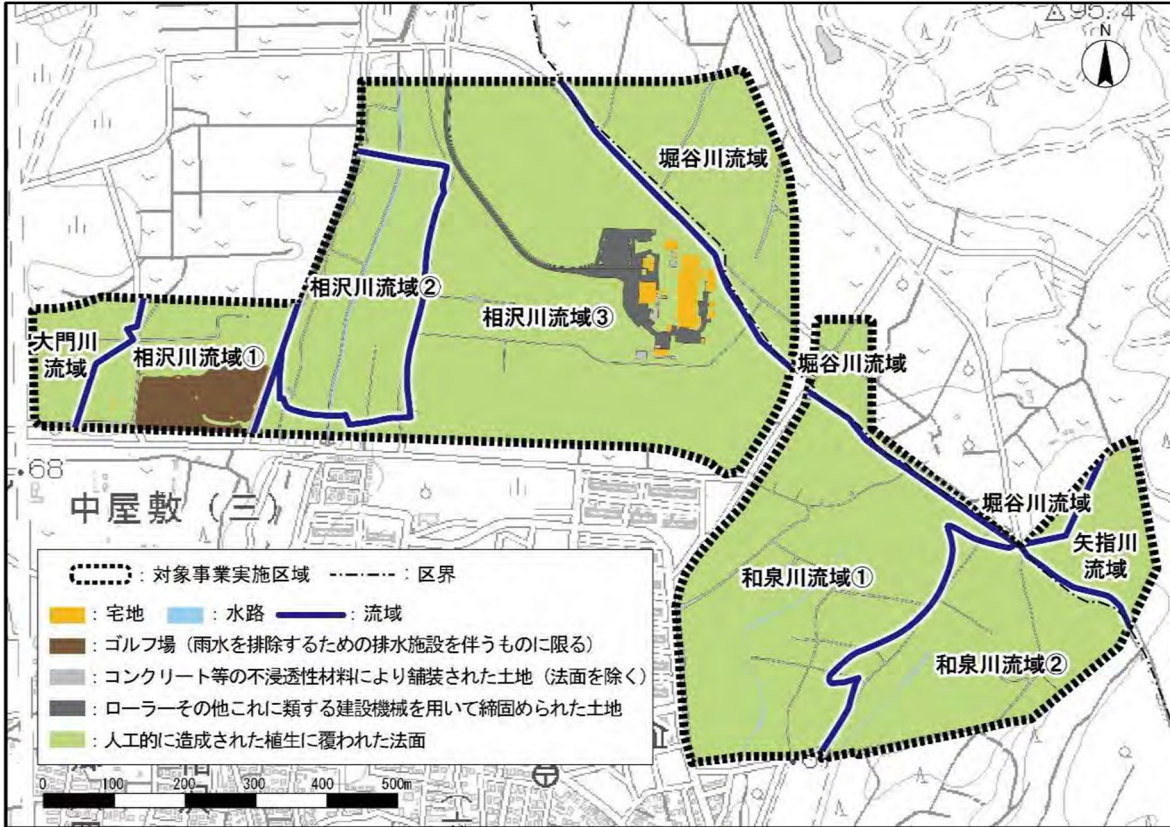 95.4
N
堀谷川流域
相沢川流域②
相沢川流域③
大門川
流域
相沢川流域①
堀谷川流域
.68
中屋敷(三)
堀谷川流域
矢指川
流域
和泉川流域①
和泉川流域②
:対象事業実施区域 :区界
:宅地 :水路 :流域
:ゴルフ場(雨水を排除するための排水施設を伴うものに限る)
:コンクリート等の不浸透性材料により舗装された土地(法面を除く)
:ローラーその他これに類する建設機械を用いて締固められた土地
:人工的に造成された植生に覆われた法面
0 100 200 300 400 500m